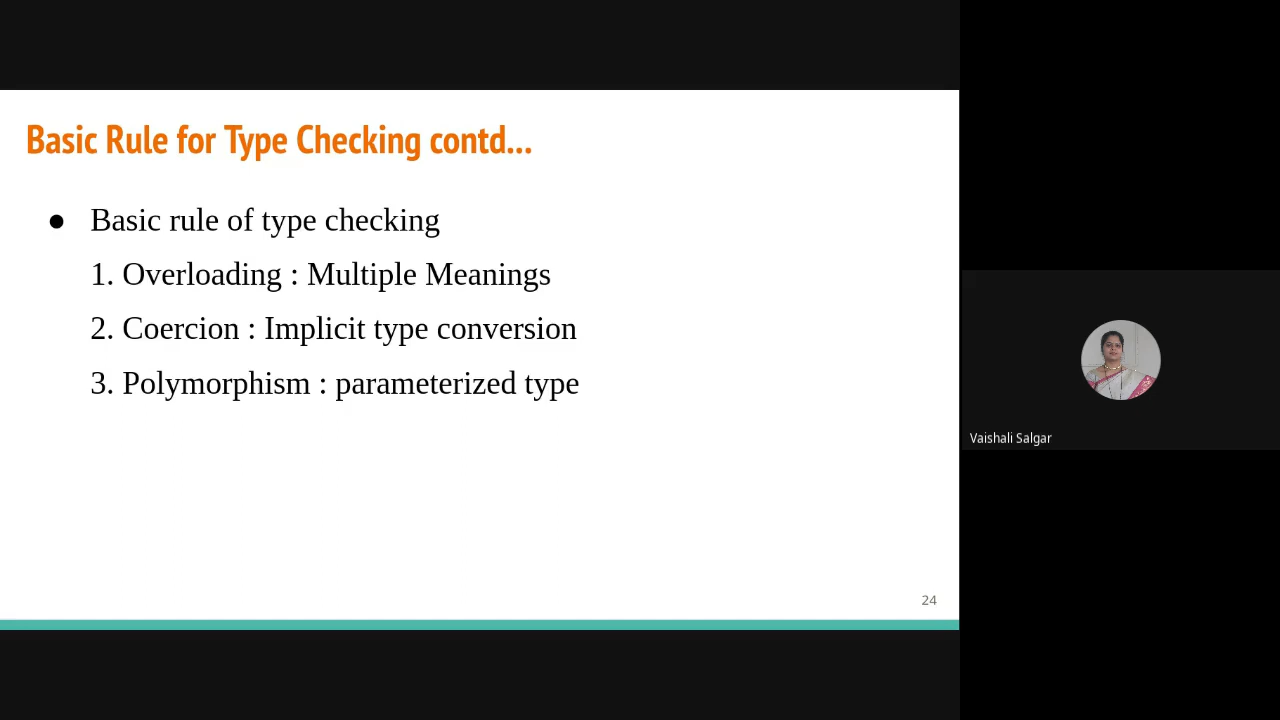 Basic Rule for Type Checking contd...
● Basic rule of type checking
1. Overloading : Multiple Meanings
2. Coercion : Implicit type conversion
3. Polymorphism : parameterized type
24
Vaishali Salgar